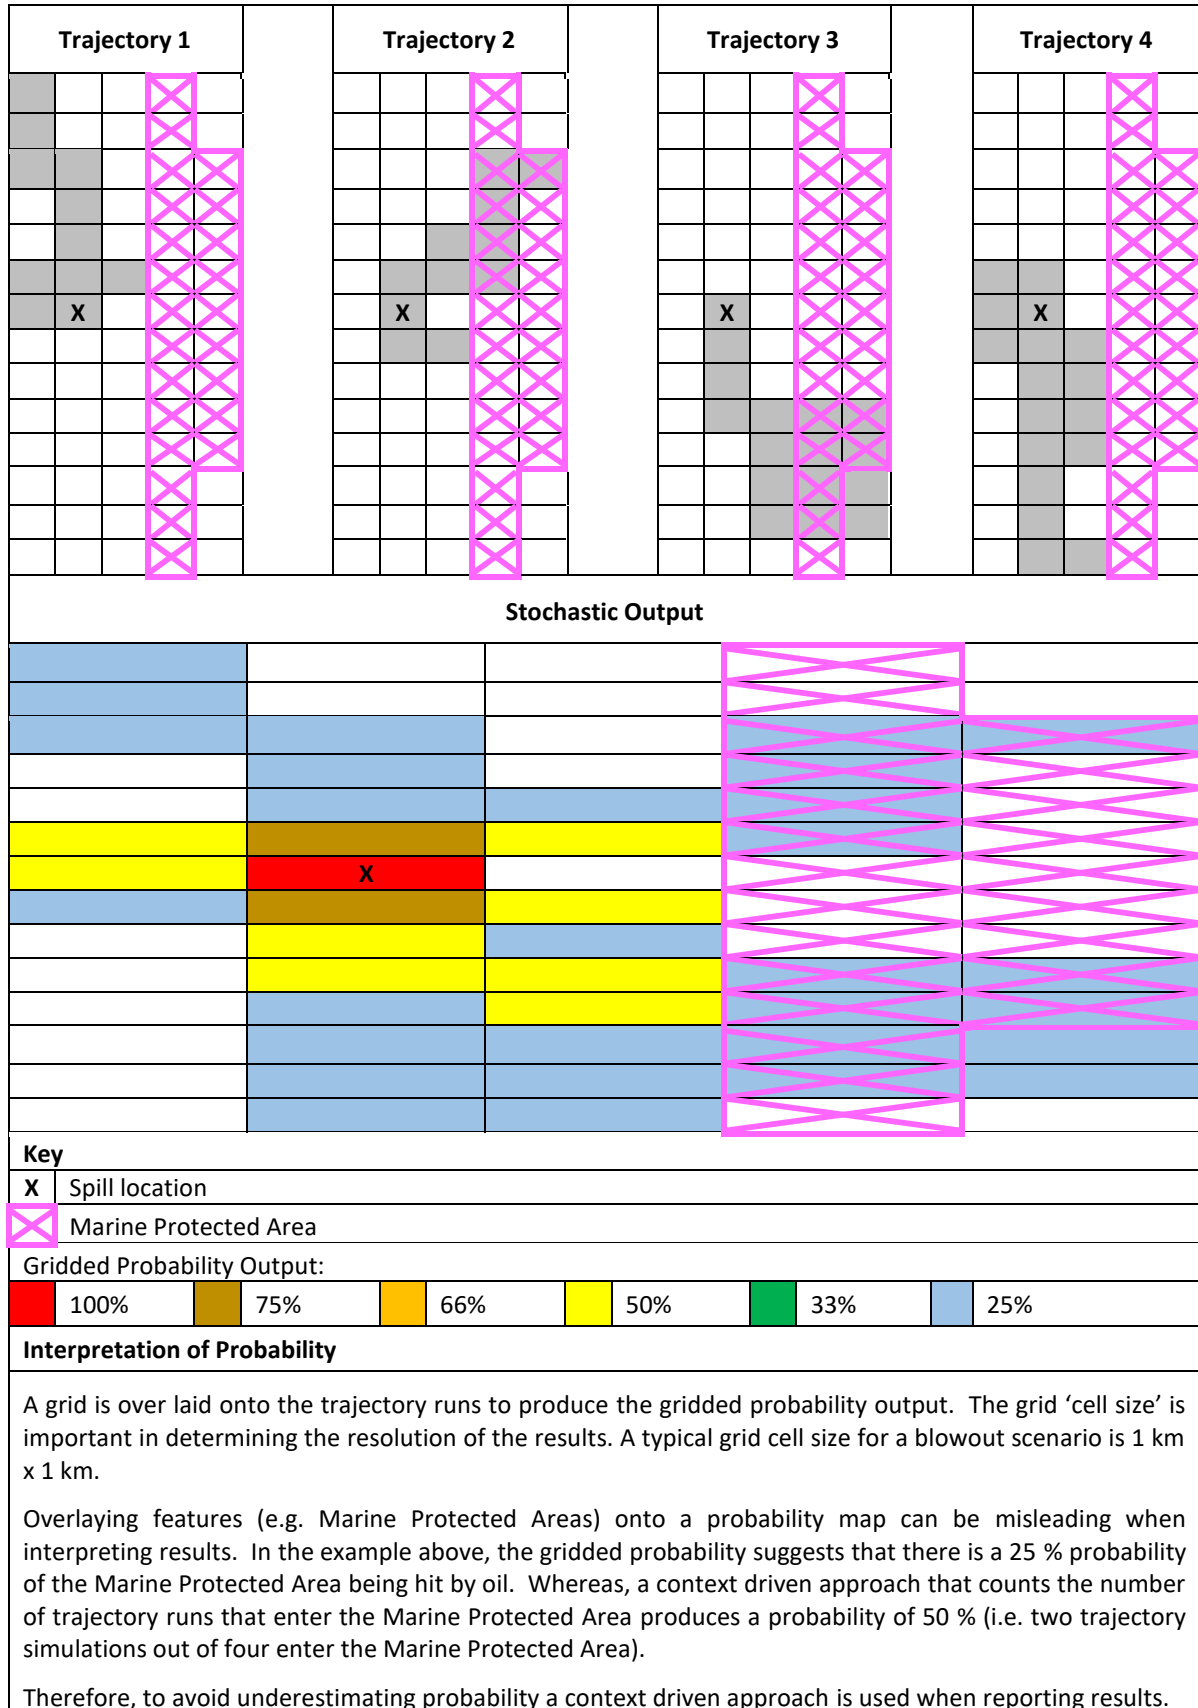 Trajectory 1 Trajectory 2 Trajectory 3 Trajectory 4
X X X X
Stochastic Output
X
Key
X Spill location
Marine Protected Area
Gridded Probability Output:
100% 75% 66% 50% 33% 25%
Interpretation of Probability
A grid is over laid onto the trajectory runs to produce the gridded probability output. The grid ‘cell size’ is
important in determining the resolution of the results. A typical grid cell size for a blowout scenario is 1 km
x 1 km.
Overlaying features (e.g. Marine Protected Areas) onto a probability map can be misleading when
interpreting results. In the example above, the gridded probability suggests that there is a 25 % probability
of the Marine Protected Area being hit by oil. Whereas, a context driven approach that counts the number
of trajectory runs that enter the Marine Protected Area produces a probability of 50 % (i.e. two trajectory
simulations out of four enter the Marine Protected Area).
Therefore, to avoid underestimating probability a context driven approach is used when reporting results.